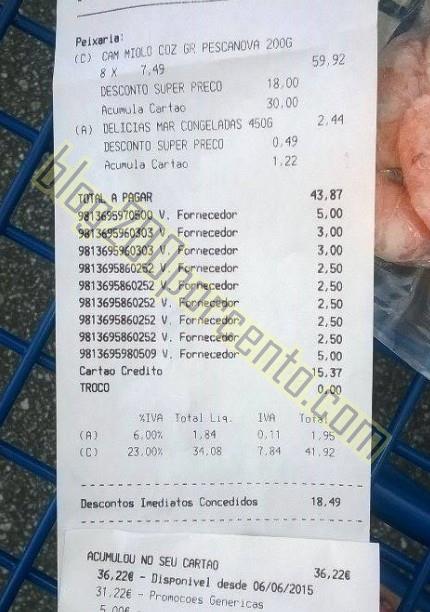 Peixaria:
(C) CAM MIOLO COZ GR PESCANOVA 200G
8 X 7,49 59,92
DESCONTO SUPER PRECO 18,00
Acumula Cartao 30,00
(A) DELICIAS MAR CONGELADAS 450G 2,44
DESCONTO SUPER PRECO 0,49
Acumula Cartao 1,22
TOTAL A PAGAR 43,87
9813695970500 V. Fornecedor 5,00
9813695960303 V. Fornecedor 3,00
9813695960303 V. Fornecedor 3,00
9813695860252 V. Fornecedor 2,50
9813695860252 V. Fornecedor 2,50
9813695860252 V. Fornecedor 2,50
9813695860252 V. Fornecedor 2,50
9813695860252 V. Fornecedor 2,50
9813695980509 V. Fornecedor 5,00
Cartao Credito 15,37
TROCO 0,00
%IVA Total Liq. IVA Total
(A) 6,00% 1,84 0,11 1,95
(C) 23,00% 34,08 7,84 41,92
Descontos Imediatos Concedidos 18,49
ACUMULOU NO SEU CARTAO 36,22€
36,22€ - Disponivel desde 06/06/2015
31,22€ - Promocoes Genericas
5,00€
blog200porcento.com